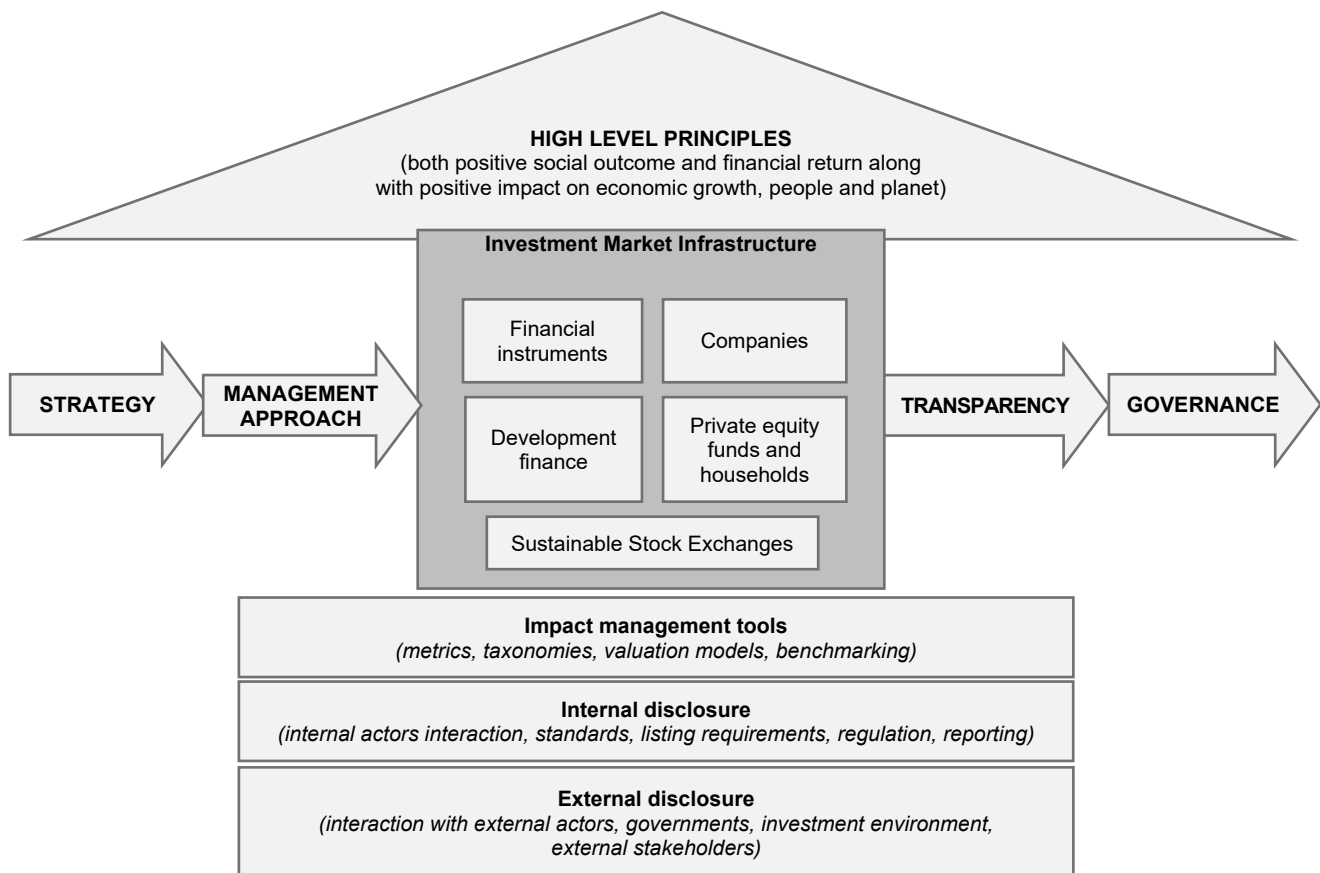 HIGH LEVEL PRINCIPLES
(both positive social outcome and financial return along
with positive impact on economic growth, people and planet)
Investment Market Infrastructure
Financial
instruments
Companies
STRATEGY
MANAGEMENT
APPROACH
Development
finance
Private equity
funds and
households
TRANSPARENCY
GOVERNANCE
Sustainable Stock Exchanges
Impact management tools
(metrics, taxonomies, valuation models, benchmarking)
Internal disclosure
(internal actors interaction, standards, listing requirements, regulation, reporting)
External disclosure
(interaction with external actors, governments, investment environment,
external stakeholders)